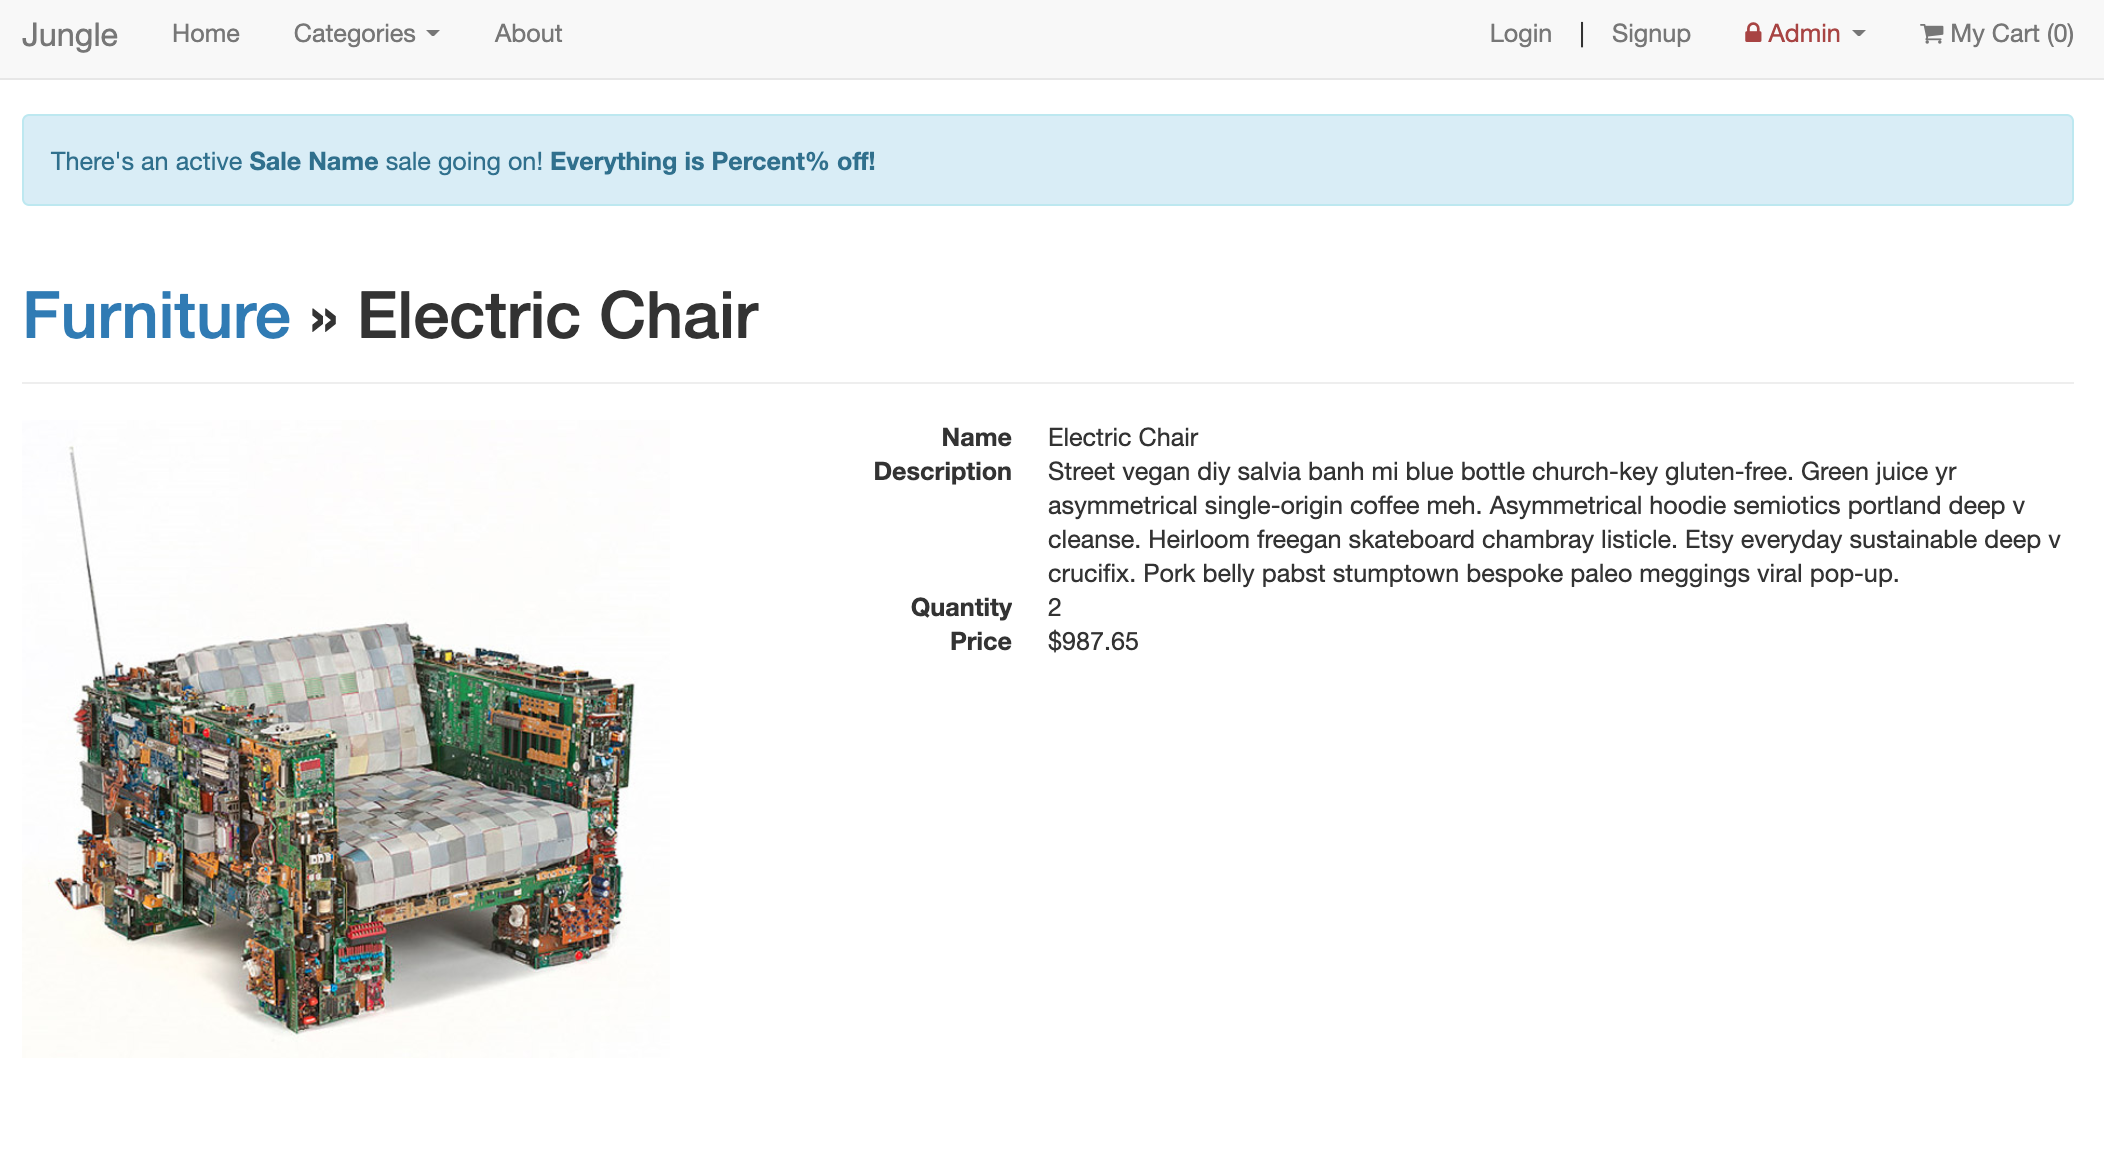 Jungle Home Categories About Login | Signup Admin My Cart (0)
There's an active Sale Name sale going on! Everything is Percent% off!
Furniture » Electric Chair
Name Electric Chair
Description Street vegan diy salvia banh mi blue bottle church-key gluten-free. Green juice yr
asymmetrical single-origin coffee meh. Asymmetrical hoodie semiotics portland deep v
cleanse. Heirloom freegan skateboard chambray listicle. Etsy everyday sustainable deep v
crucifix. Pork belly pabst stumptown bespoke paleo meggings viral pop-up.
Quantity 2
Price $987.65